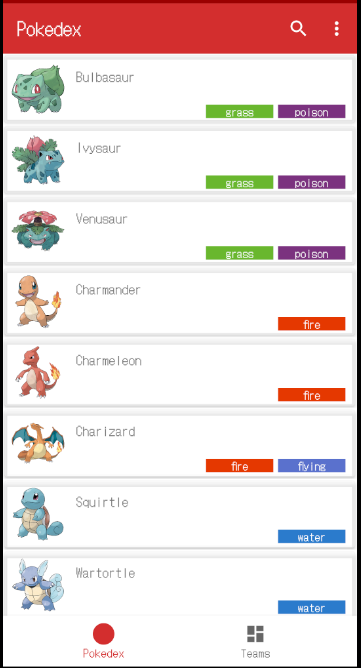 Pokedex
Bulbasaur
grass poison
Ivysaur
grass poison
Venusaur
grass poison
Charmander
fire
Charmeleon
fire
Charizard
fire flying
Squirtle
water
Wartortle
water
Pokedex Teams